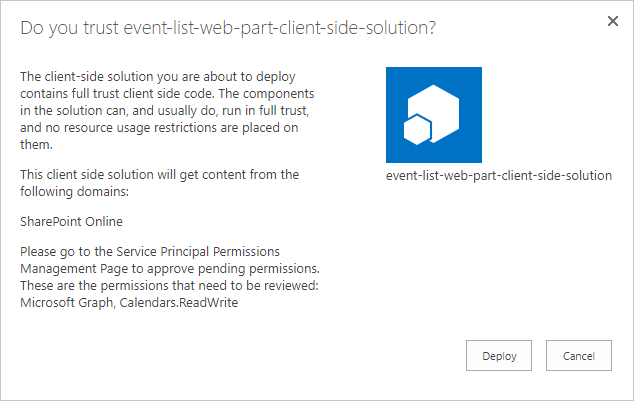 Do you trust event-list-web-part-client-side-solution?
The client-side solution you are about to deploy
contains full trust client side code. The components
in the solution can, and usually do, run in full trust,
and no resource usage restrictions are placed on
them.
This client side solution will get content from the
following domains:
SharePoint Online
Please go to the Service Principal Permissions
Management Page to approve pending permissions.
These are the permissions that need to be reviewed:
Microsoft Graph, Calendars.ReadWrite
event-list-web-part-client-side-solution
Deploy
Cancel